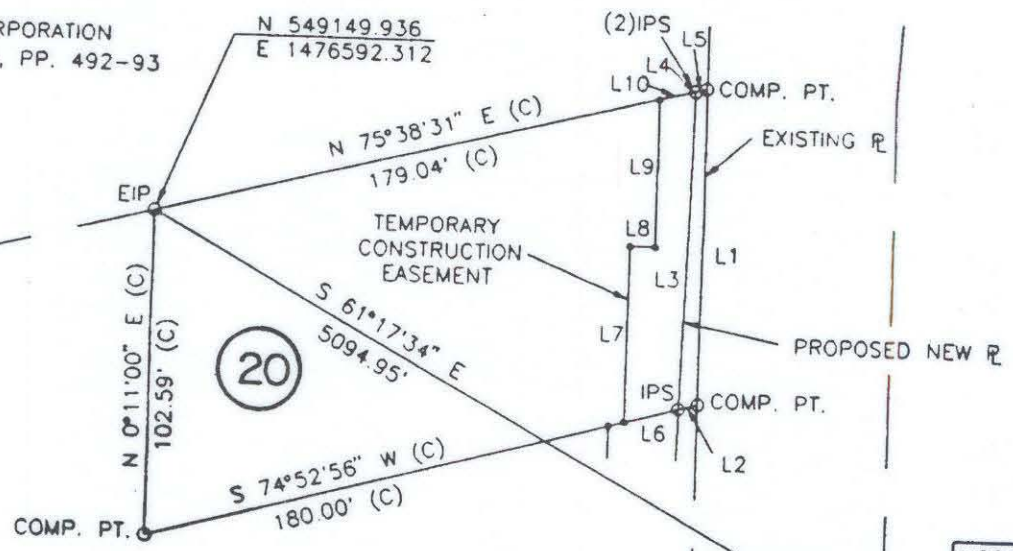 RPORATION
, PP. 492-93
N 549149.936
E 1476592.312
(2)IPS
L5
L4
L10
COMP. PT.
N 75°38'31" E (C)
179.04' (C)
EXISTING PL
EIP
L9
TEMPORARY
CONSTRUCTION
EASEMENT
L8
L3
L1
N 0°11'00" E (C)
102.59' (C)
S 61°17'34" E
5094.95'
L7
20
PROPOSED NEW PL
IPS
COMP. PT.
L6
L2
S 74°52'56" W (C)
180.00' (C)
COMP. PT.